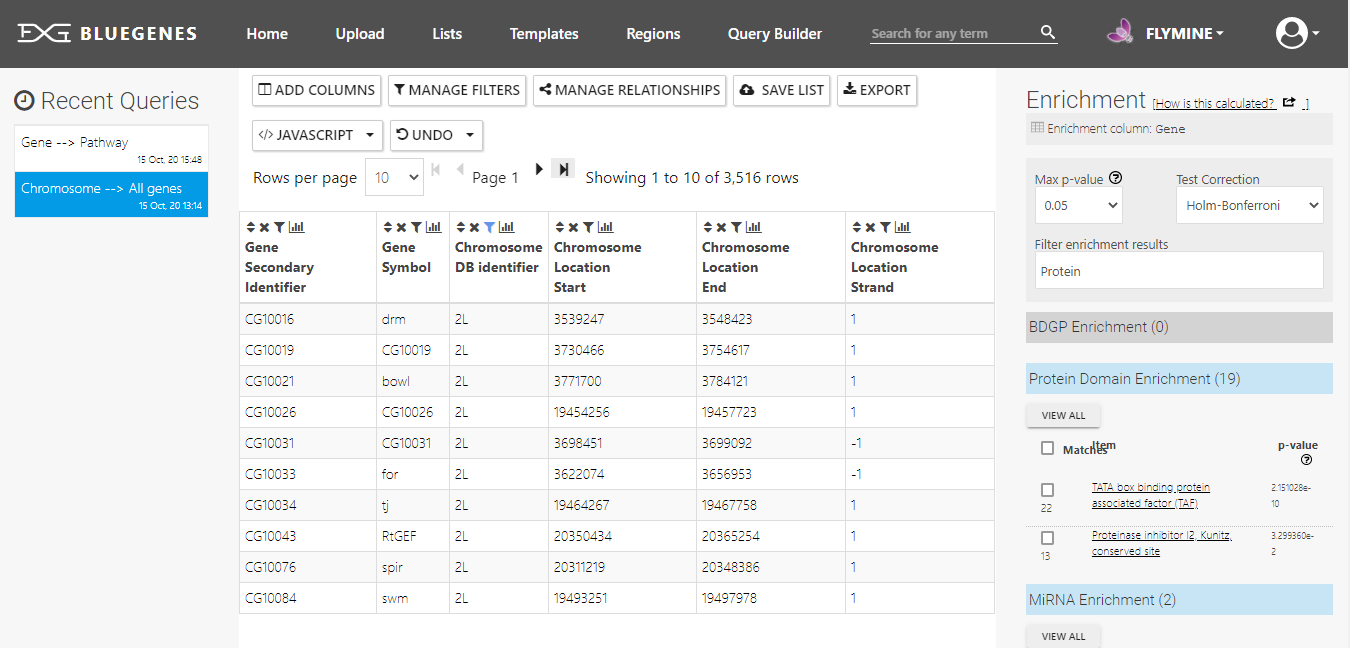 BLUEGENES Home Upload Lists Templates Regions Query Builder Search for any term FLYMINE
Recent Queries
Gene --> Pathway
15 Oct, 20 15:48
Chromosome --> All genes
15 Oct, 20 13:14
ADD COLUMNS MANAGE FILTERS MANAGE RELATIONSHIPS SAVE LIST EXPORT
</> JAVASCRIPT UNDO
Rows per page 10 Page 1 Showing 1 to 10 of 3,516 rows
Gene Secondary Identifier Gene Symbol Chromosome DB identifier Chromosome Location Start Chromosome Location End Chromosome Location Strand
CG10016 drm 2L 3539247 3548423 1
CG10019 CG10019 2L 3730466 3754617 1
CG10021 bowl 2L 3771700 3784121 1
CG10026 CG10026 2L 19454256 19457723 1
CG10031 CG10031 2L 3698451 3699092 -1
CG10033 for 2L 3622074 3656953 -1
CG10034 tj 2L 19464267 19467758 1
CG10043 RtGEF 2L 20350434 20365254 1
CG10076 spir 2L 20311219 20348386 1
CG10084 swm 2L 19493251 19497978 1
Enrichment [How is this calculated? ]
Enrichment column: Gene
Max p-value Test Correction
0.05 Holm-Bonferroni
Filter enrichment results
Protein
BDGP Enrichment (0)
Protein Domain Enrichment (19)
VIEW ALL
Matches Item p-value
22 TATA box binding protein 2.151028e-
associated factor (TAF) 10
13 Proteinase inhibitor I2, Kunitz, 3.299360e-
conserved site 2
MiRNA Enrichment (2)
VIEW ALL